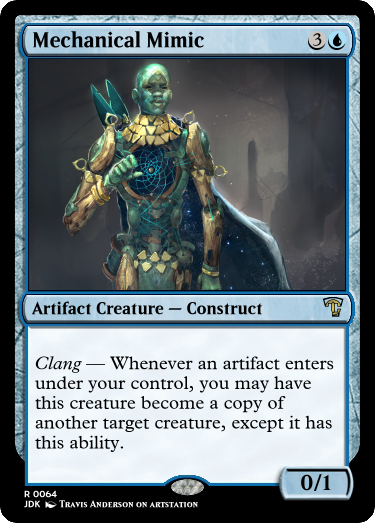 Mechanical Mimic 3
Artifact Creature — Construct
Clang — Whenever an artifact enters
under your control, you may have
this creature become a copy of
another target creature, except it has
this ability.
0/1
R 0064
JDK Travis Anderson on artstation